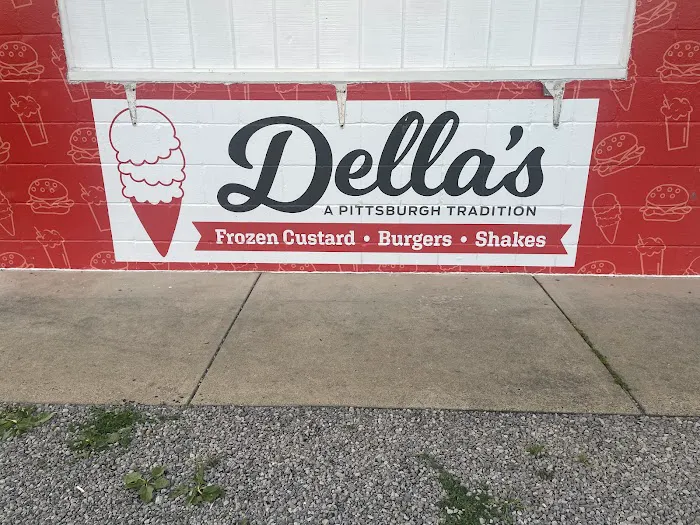 Della's
A PITTSBURGH TRADITION
Frozen Custard • Burgers • Shakes